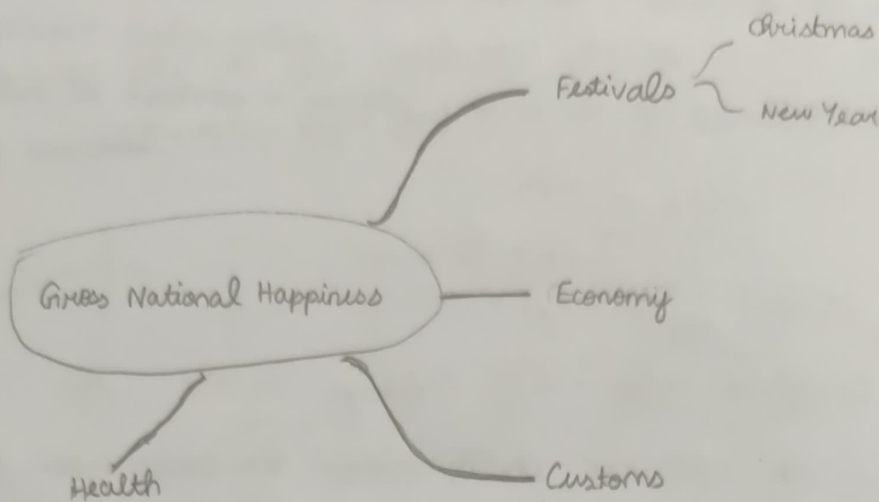 Christmas
Festivals
New Year
Gross National Happiness
Economy
Health
Customs